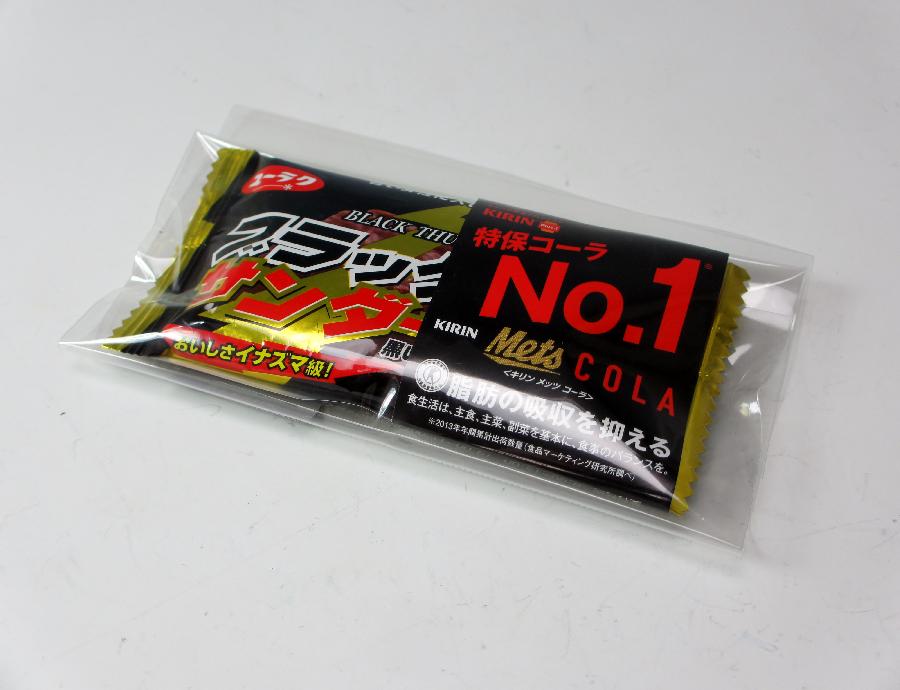 ユーラク
BLACK THU
ブラック
サンダー
おいしさイナズマ級!
黒い
KIRIN
特保コーラ
No.1
KIRIN
Mets
COLA
<キリン メッツ コーラ>
脂肪の吸収を抑える
食生活は、主食、主菜、副菜を基本に、食事のバランスを。
※2013年年間累計出荷数量(食品マーケティング研究所調べ)